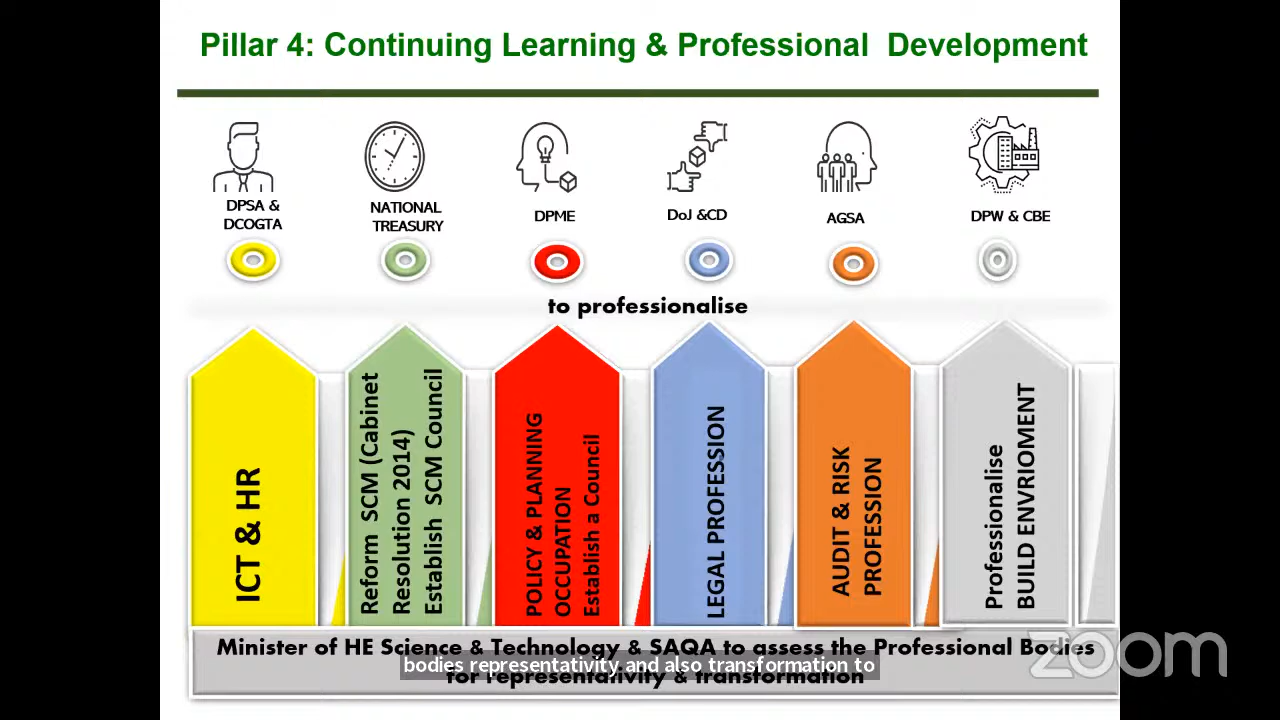 Pillar 4: Continuing Learning & Professional Development
DPSA &
DCOGTA
NATIONAL
TREASURY
DPME
DoJ &CD
AGSA
DPW & CBE
to professionalise
ICT & HR
Reform SCM (Cabinet
Resolution 2014)
Establish SCM Council
POLICY & PLANNING
OCCUPATION
Establish a Council
LEGAL PROFESSION
AUDIT & RISK
PROFESSION
Professionalise
BUILD ENVRIOMENT
Minister of HE Science & Technology & SAQA to assess the Professional Bodies
for representativity & transformation
bodies representativity and also transformation to
zoom